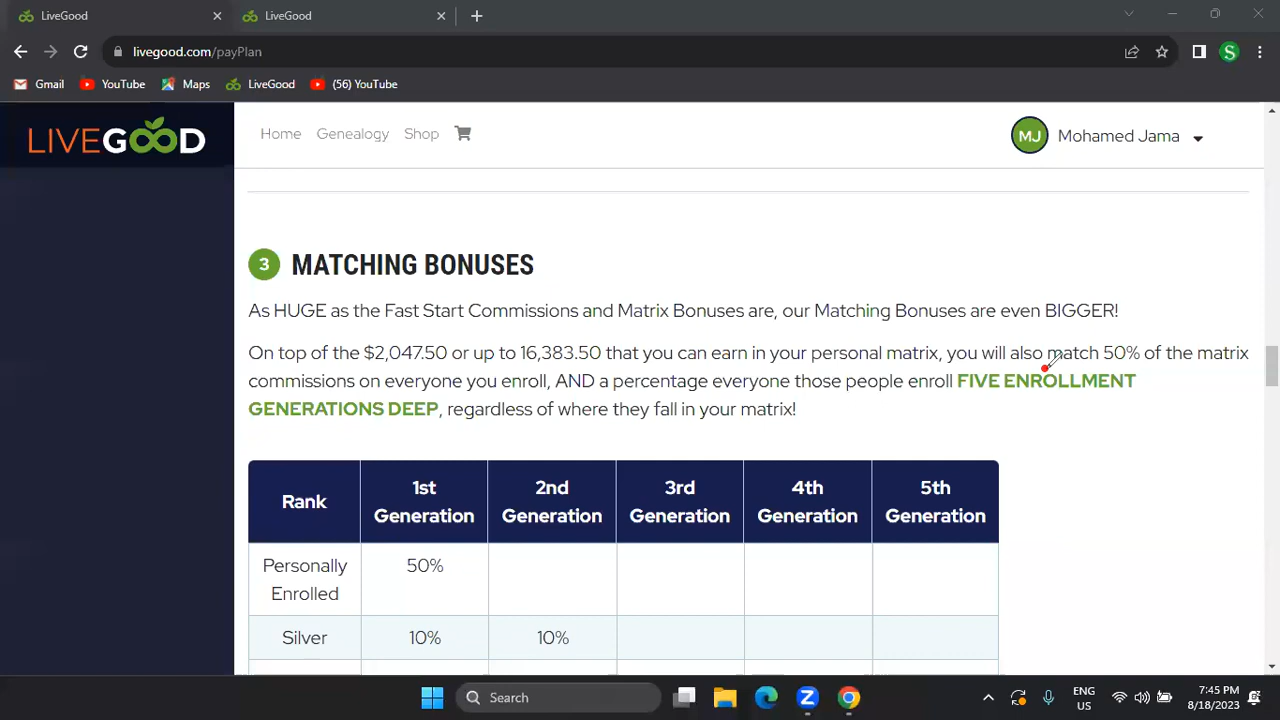 LiveGood
LiveGood
livegood.com/payPlan
S
Gmail YouTube Maps LiveGood (56) YouTube
LIVEGOOD
Home Genealogy Shop
MJ Mohamed Jama
3 MATCHING BONUSES
As HUGE as the Fast Start Commissions and Matrix Bonuses are, our Matching Bonuses are even BIGGER!
On top of the $2,047.50 or up to 16,383.50 that you can earn in your personal matrix, you will also match 50% of the matrix
commissions on everyone you enroll, AND a percentage everyone those people enroll FIVE ENROLLMENT
GENERATIONS DEEP, regardless of where they fall in your matrix!
Rank 1st Generation 2nd Generation 3rd Generation 4th Generation 5th Generation
Personally Enrolled 50%
Silver 10% 10%
Search
ENG
US
7:45 PM
8/18/2023